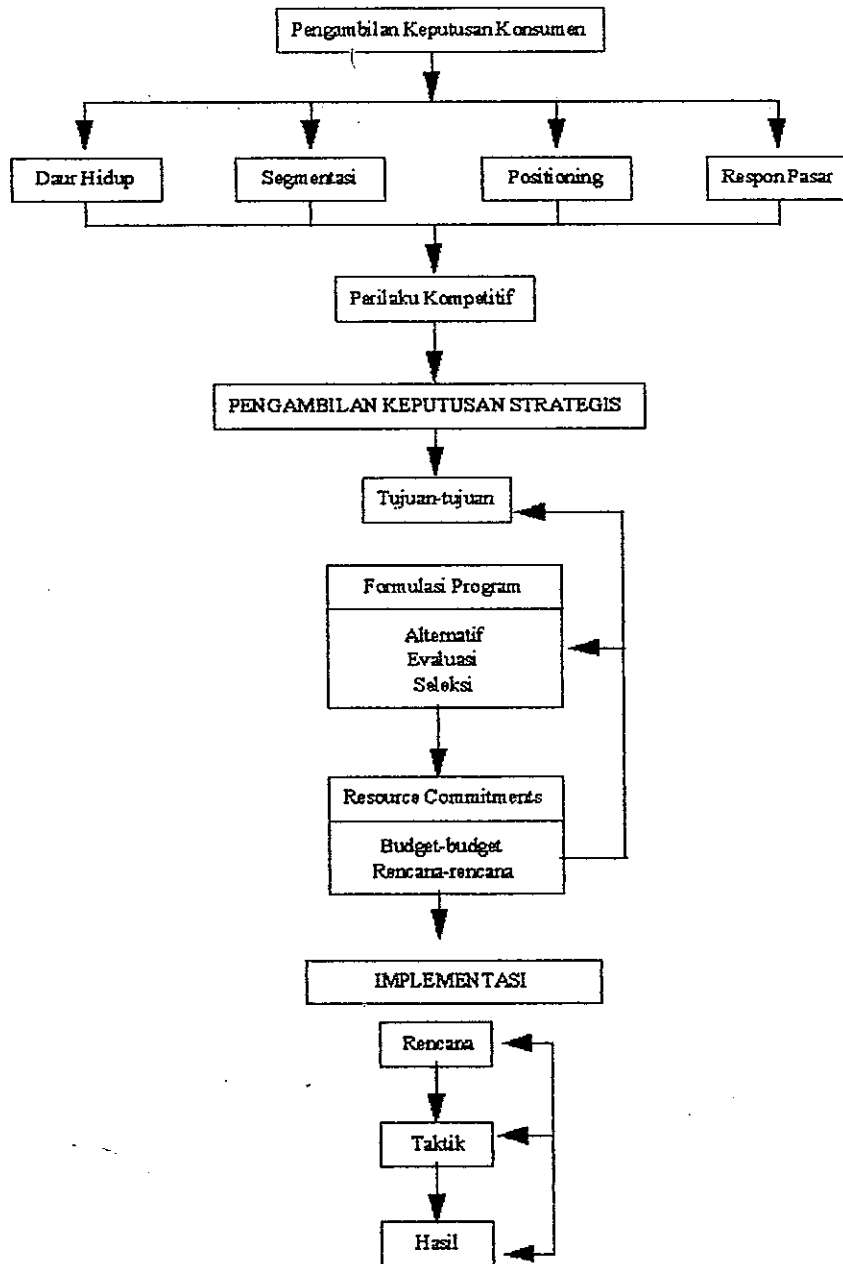 Pengambilan Keputusan Konsumen
Daur Hidup
Segmentasi
Positioning
Respon Pasar
Perilaku Kompetitif
PENGAMBILAN KEPUTUSAN STRATEGIS
Tujuan-tujuan
Formulasi Program
Alternatif
Evaluasi
Seleksi
Resource Commitments
Budget-budget
Rencana-rencana
IMPLEMENTASI
Rencana
Taktik
Hasil